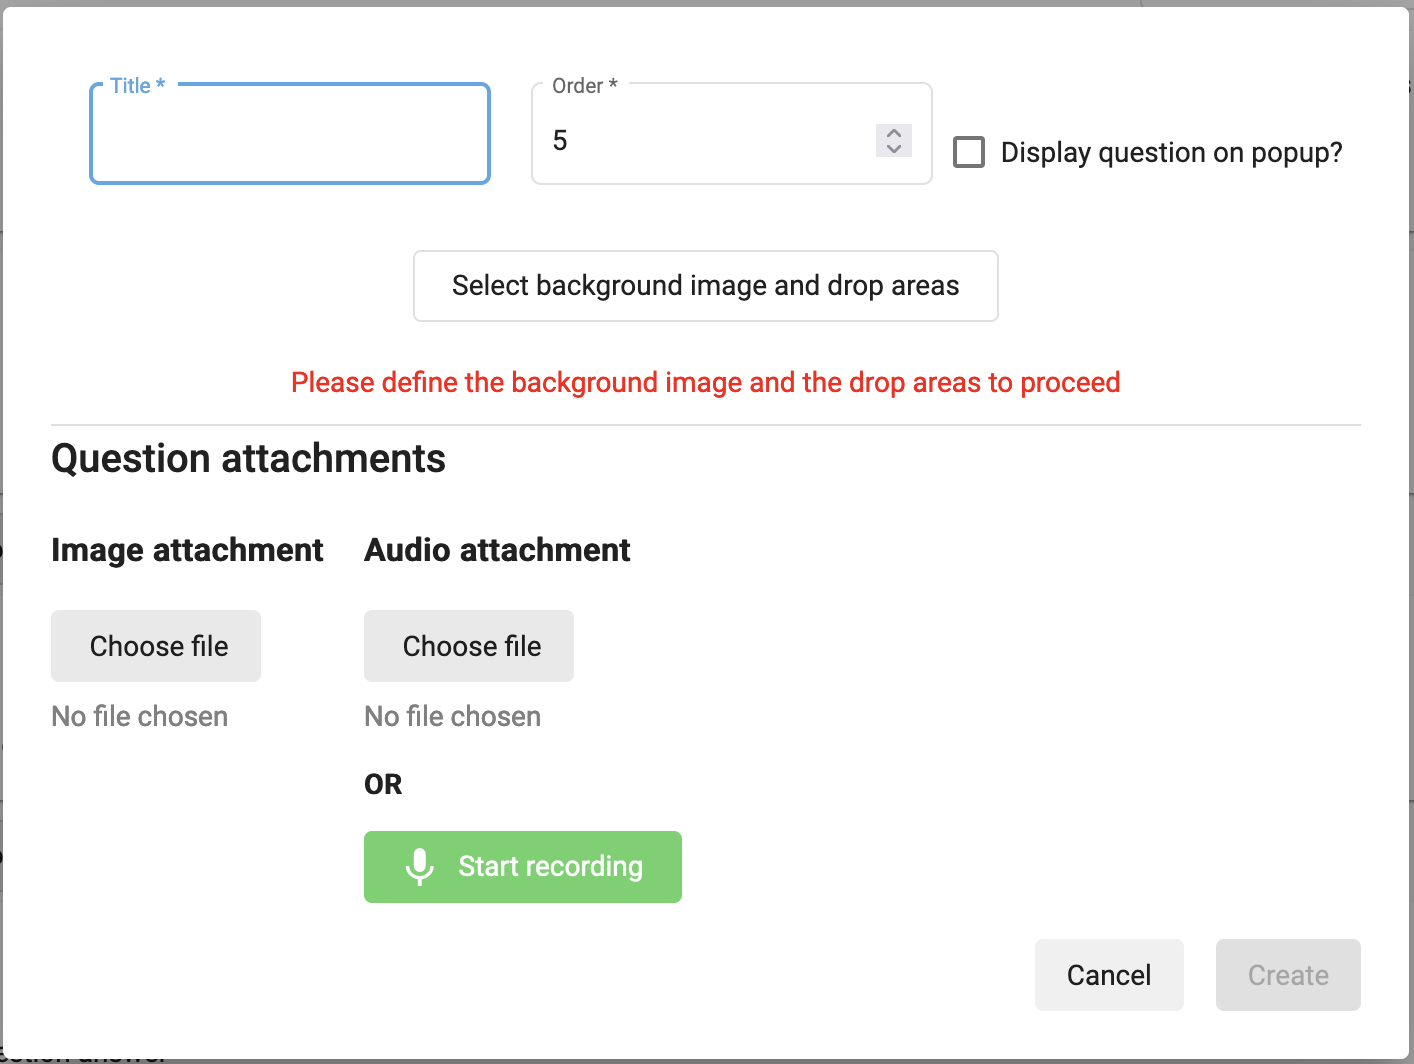 Title *
Order *
5
Display question on popup?
Select background image and drop areas
Please define the background image and the drop areas to proceed
Question attachments
Image attachment
Audio attachment
Choose file
Choose file
No file chosen
No file chosen
OR
Start recording
Cancel
Create